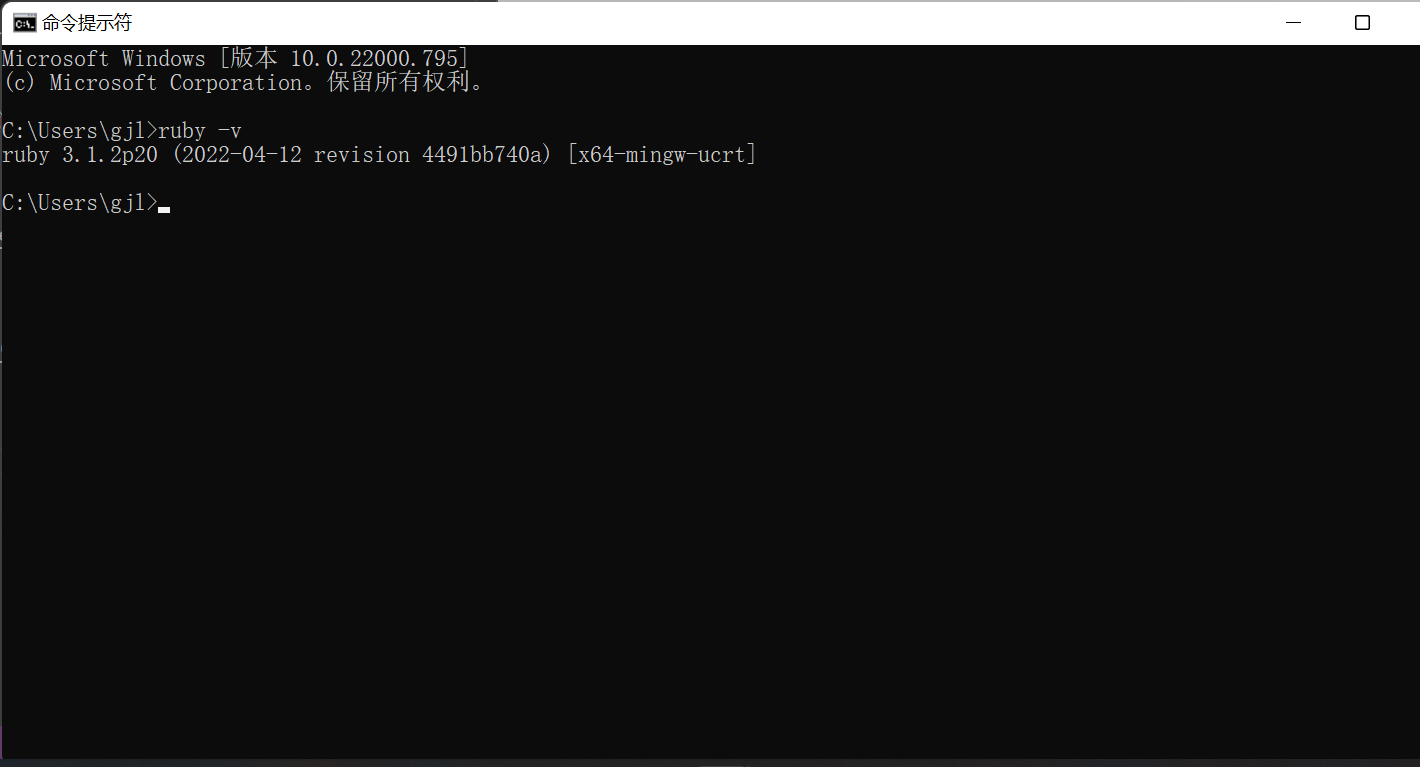 命令提示符
Microsoft Windows [版本 10.0.22000.795]
(c) Microsoft Corporation。保留所有权利。
C:\Users\gjl>ruby -v
ruby 3.1.2p20 (2022-04-12 revision 4491bb740a) [x64-mingw-ucrt]
C:\Users\gjl>